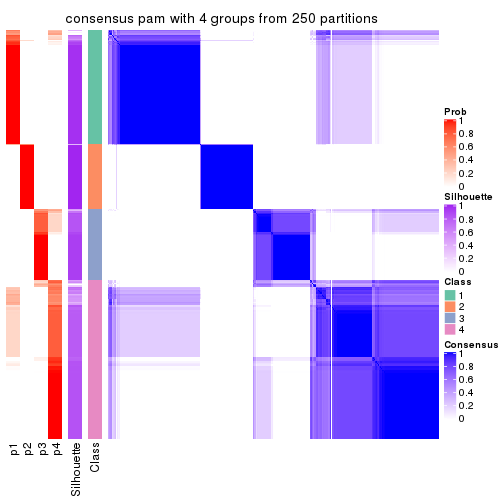 consensus pam with 4 groups from 250 partitions
Prob
1
0.8
0.6
0.4
0.2
0
Silhouette
1
0.8
0.6
0.4
0.2
0
Class
1
2
3
4
Consensus
1
0.8
0.6
0.4
0.2
0
p1
p2
p3
p4
Silhouette
Class